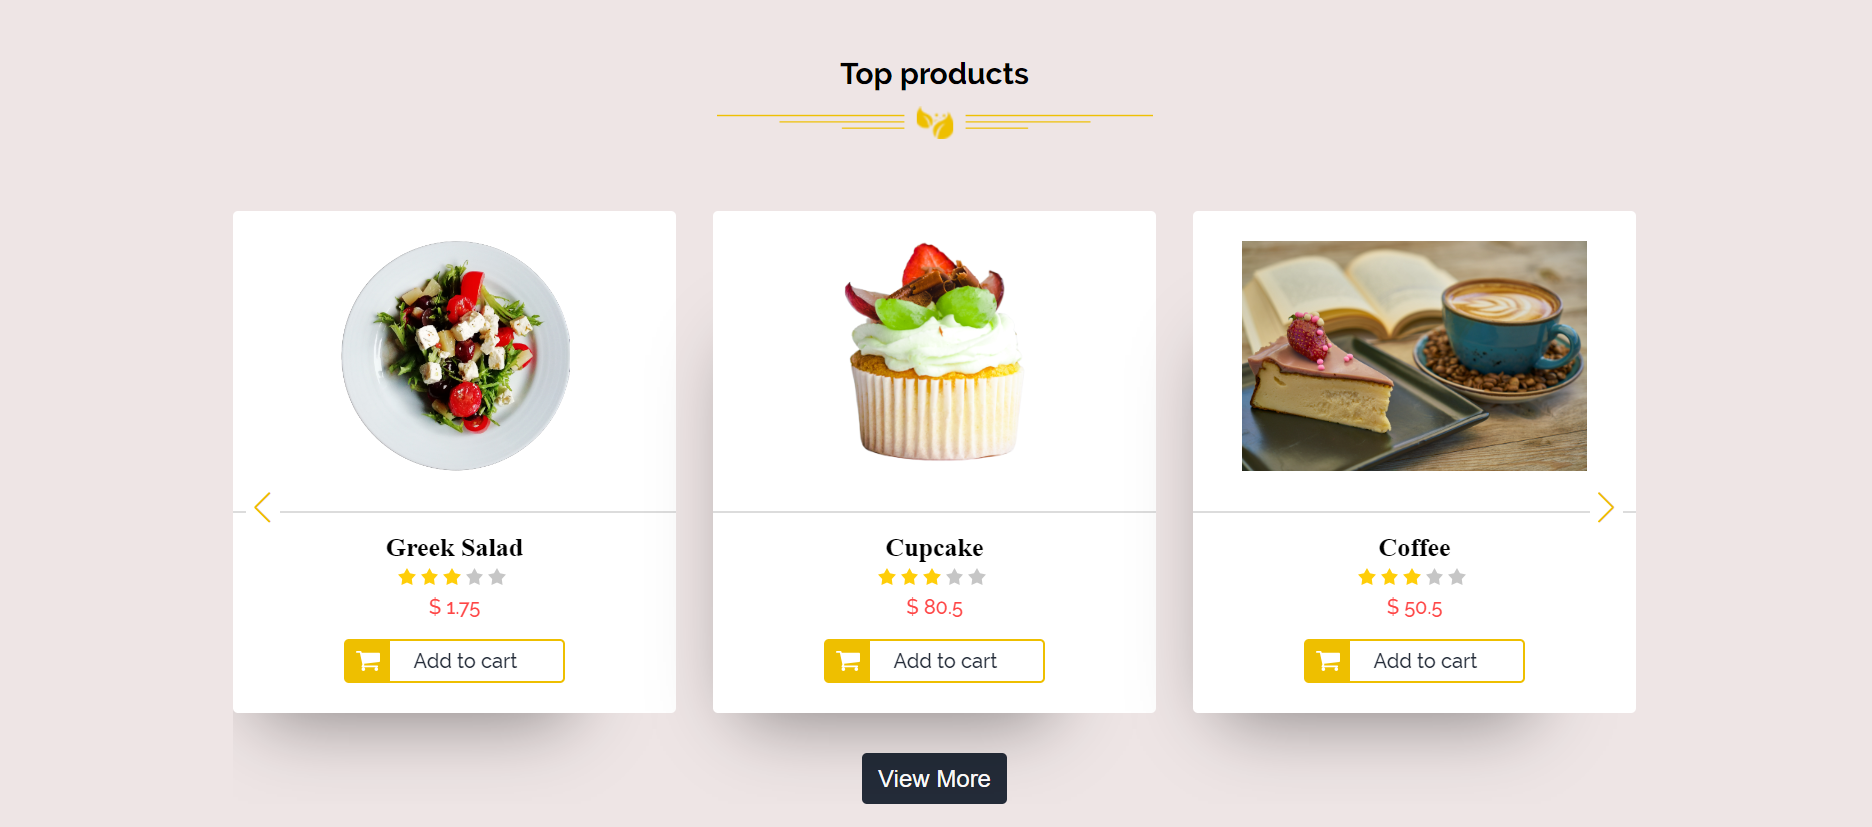 Top products
Greek Salad
$ 1.75
Add to cart
Cupcake
$ 80.5
Add to cart
Coffee
$ 50.5
Add to cart
View More